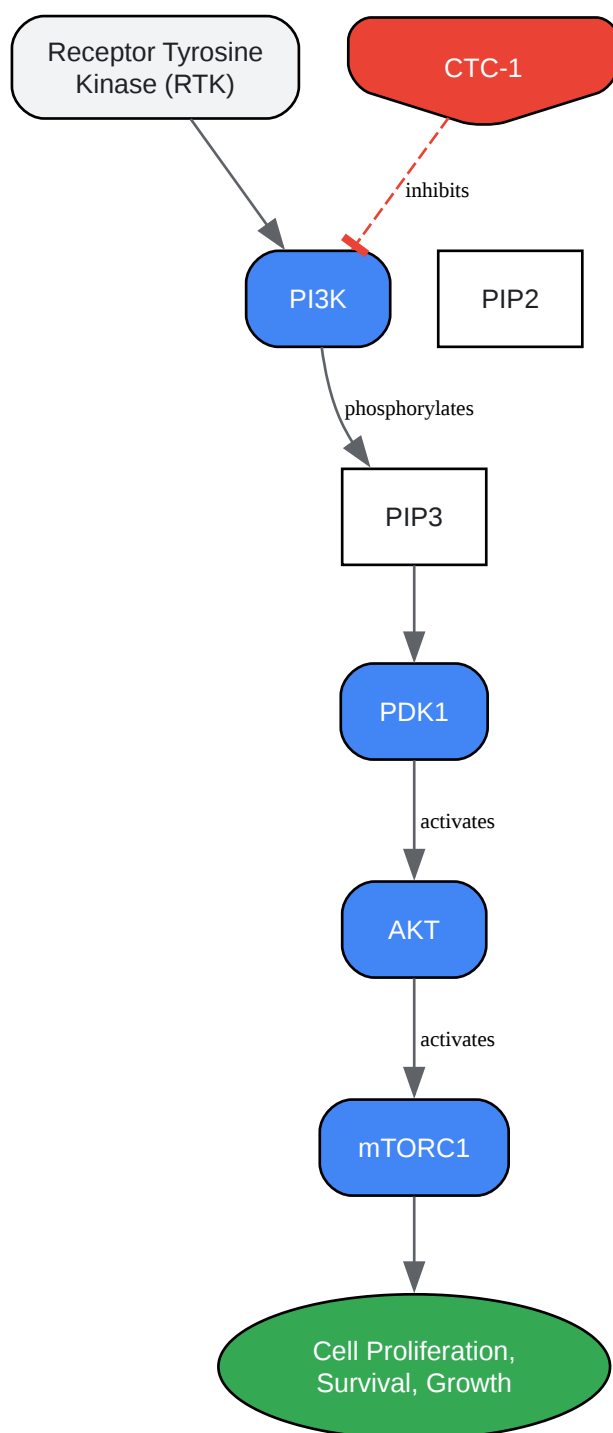 Receptor Tyrosine
Kinase (RTK)
CTC-1
inhibits
PI3K
PIP2
phosphorylates
PIP3
PDK1
activates
AKT
activates
mTORC1
Cell Proliferation,
Survival, Growth